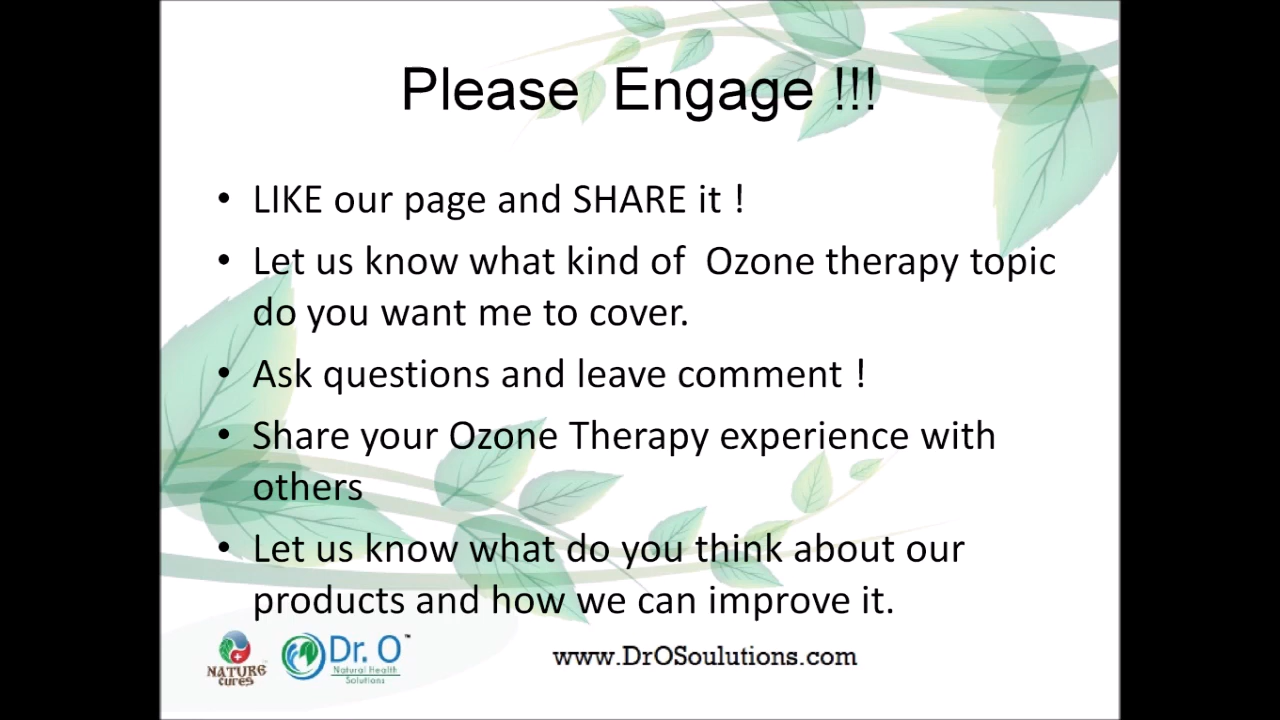 Please  Engage !!!
• LIKE our page and SHARE it !
• Let us know what kind of  Ozone therapy topic
do you want me to cover.
• Ask questions and leave comment !
• Share your Ozone Therapy experience with
others
• Let us know what do you think about our
products and how we can improve it.
NATURE
cures
Dr. O™
Natural Health
Solutions
www.DrOSoulutions.com